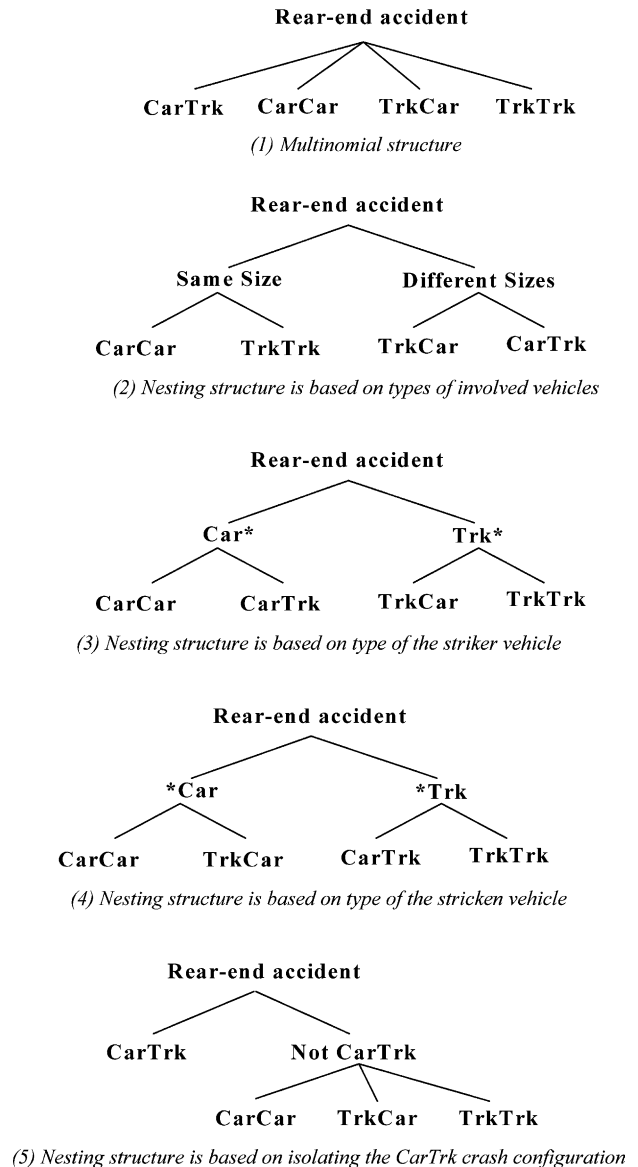 Rear-end accident
CarTrk CarCar TrkCar TrkTrk
(1) Multinomial structure
Rear-end accident
Same Size Different Sizes
CarCar TrkTrk TrkCar CarTrk
(2) Nesting structure is based on types of involved vehicles
Rear-end accident
Car* Trk*
CarCar CarTrk TrkCar TrkTrk
(3) Nesting structure is based on type of the striker vehicle
Rear-end accident
*Car *Trk
CarCar TrkCar CarTrk TrkTrk
(4) Nesting structure is based on type of the stricken vehicle
Rear-end accident
CarTrk Not CarTrk
CarCar TrkCar TrkTrk
(5) Nesting structure is based on isolating the CarTrk crash configuration